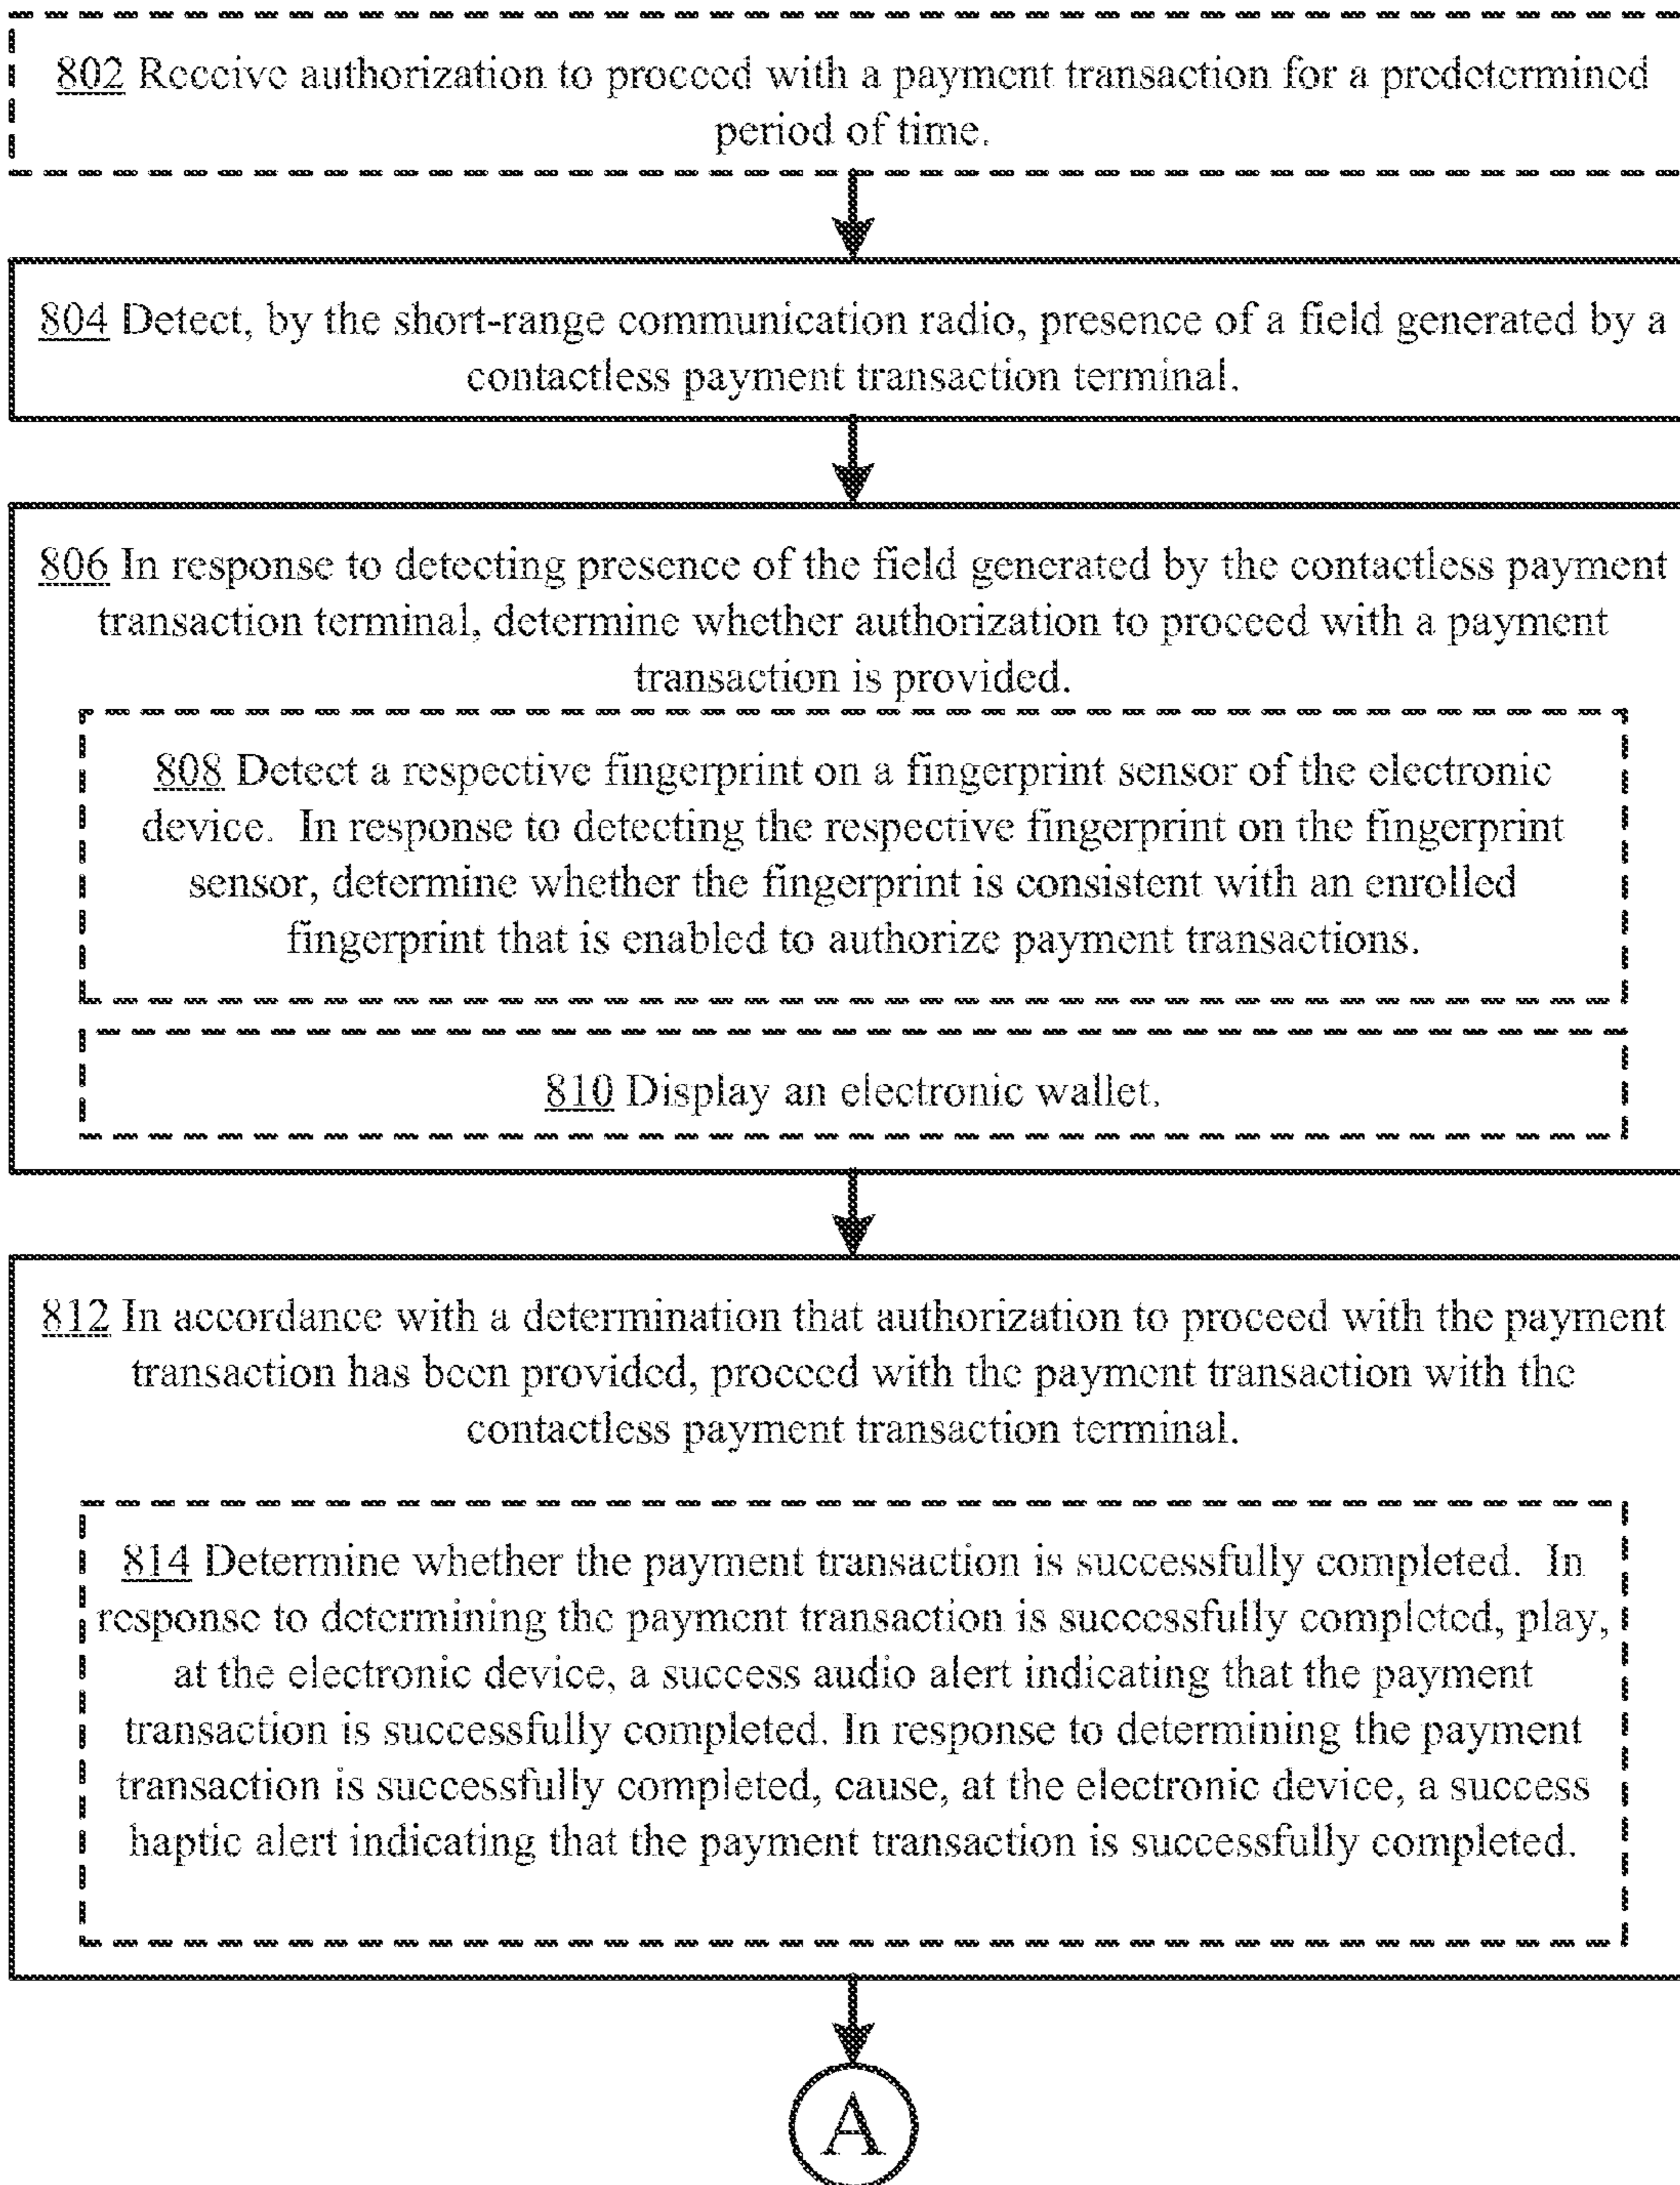 802 Receive authorization to proceed with a payment transaction for a predetermined
period of time.
804 Detect, by the short-range communication radio, presence of a field generated by a
contactless payment transaction terminal.
806 In response to detecting presence of the field generated by the contactless payment
transaction terminal, determine whether authorization to proceed with a payment
transaction is provided.
808 Detect a respective fingerprint on a fingerprint sensor of the electronic
device. In response to detecting the respective fingerprint on the fingerprint
sensor, determine whether the fingerprint is consistent with an enrolled
fingerprint that is enabled to authorize payment transactions.
810 Display an electronic wallet.
812 In accordance with a determination that authorization to proceed with the payment
transaction has been provided, proceed with the payment transaction with the
contactless payment transaction terminal.
814 Determine whether the payment transaction is successfully completed. In
response to determining the payment transaction is successfully completed, play,
at the electronic device, a success audio alert indicating that the payment
transaction is successfully completed. In response to determining the payment
transaction is successfully completed, cause, at the electronic device, a success
haptic alert indicating that the payment transaction is successfully completed.
A